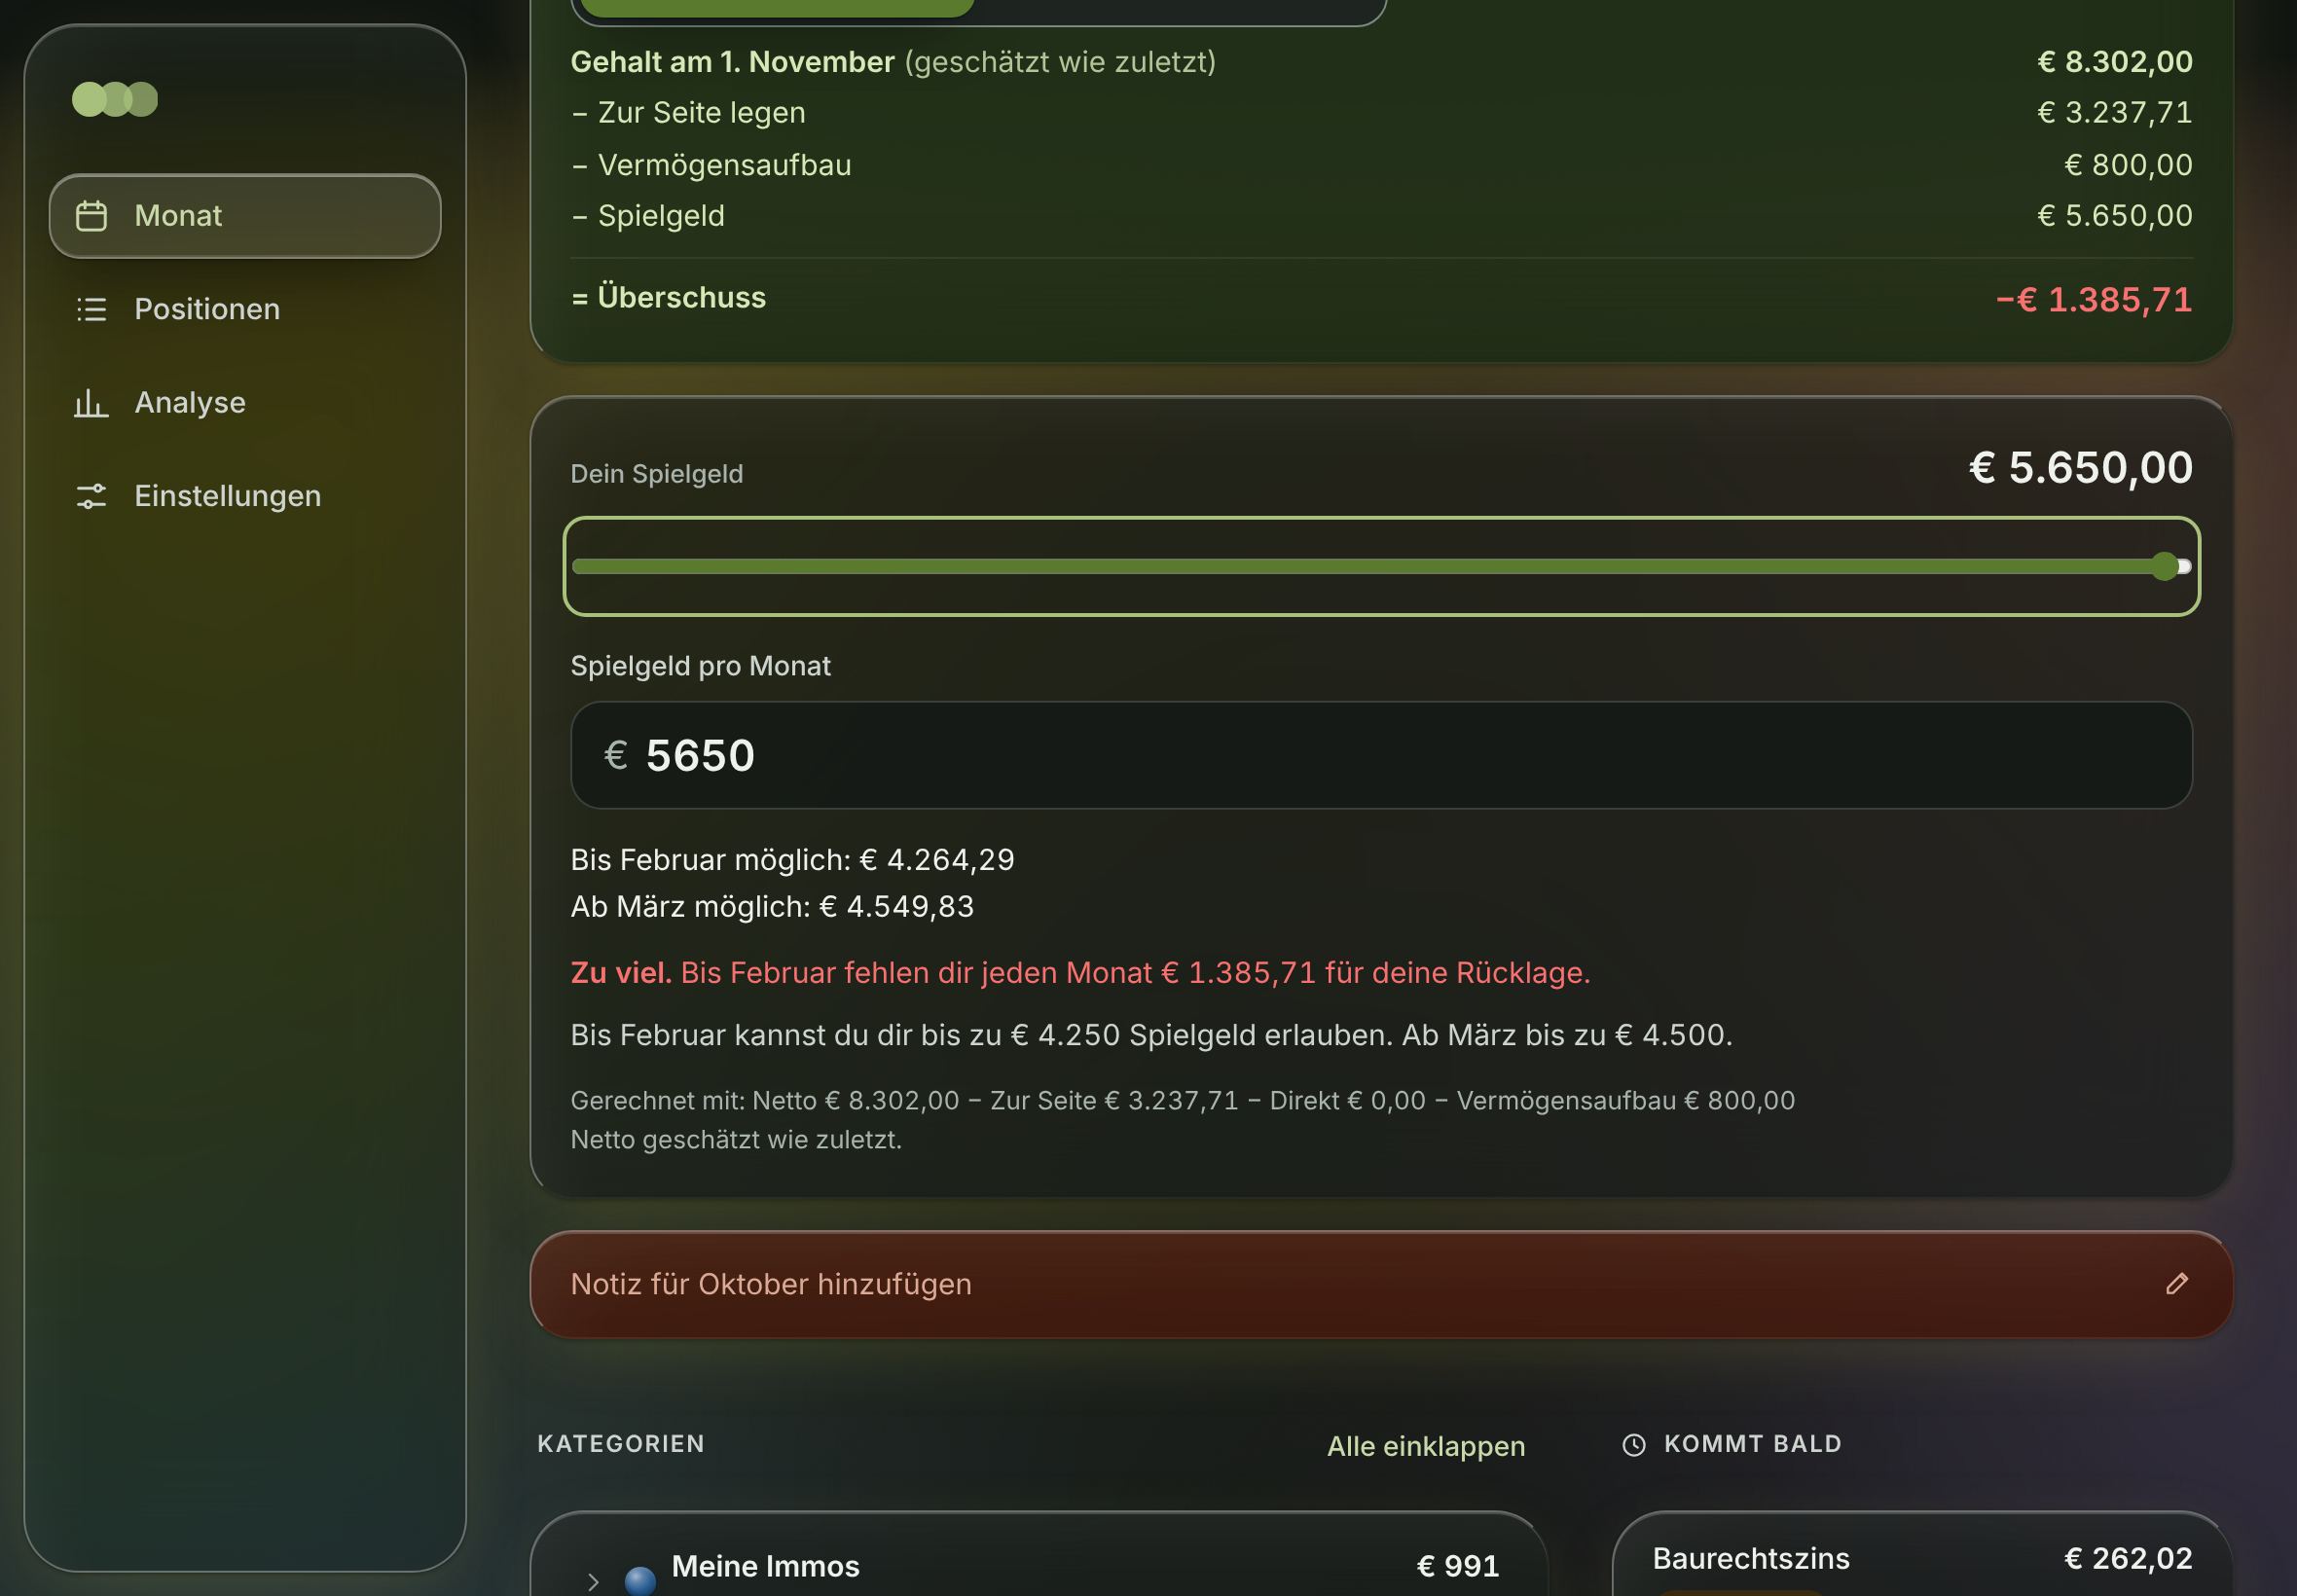 Gehalt am 1. November (geschätzt wie zuletzt) € 8.302,00
– Zur Seite legen € 3.237,71
– Vermögensaufbau € 800,00
– Spielgeld € 5.650,00
= Überschuss –€ 1.385,71
Monat
Positionen
Analyse
Einstellungen
Dein Spielgeld € 5.650,00
Spielgeld pro Monat
€ 5650
Bis Februar möglich: € 4.264,29
Ab März möglich: € 4.549,83
Zu viel. Bis Februar fehlen dir jeden Monat € 1.385,71 für deine Rücklage.
Bis Februar kannst du dir bis zu € 4.250 Spielgeld erlauben. Ab März bis zu € 4.500.
Gerechnet mit: Netto € 8.302,00 – Zur Seite € 3.237,71 – Direkt € 0,00 – Vermögensaufbau € 800,00
Netto geschätzt wie zuletzt.
Notiz für Oktober hinzufügen
KATEGORIEN Alle einklappen
Meine Immos € 991
KOMMT BALD
Baurechtszins € 262,02